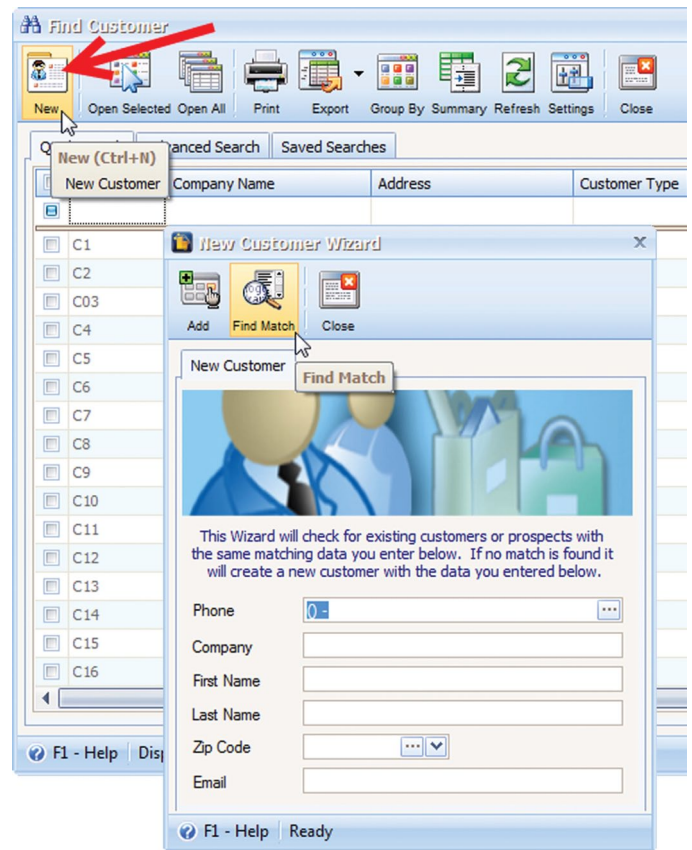 Find Customer
New Open Selected Open All Print Export Group By Summary Refresh Settings Close
Advanced Search Saved Searches
New (Ctrl+N)
New Customer
Company Name Address Customer Type
C1
C2
C03
C4
C5
C6
C7
C8
C9
C10
C11
C12
C13
C14
C15
C16
F1 - Help
New Customer Wizard
Add Find Match Close
New Customer
Find Match
This Wizard will check for existing customers or prospects with
the same matching data you enter below. If no match is found it
will create a new customer with the data you entered below.
Phone () -
Company
First Name
Last Name
Zip Code
Email
F1 - Help Ready